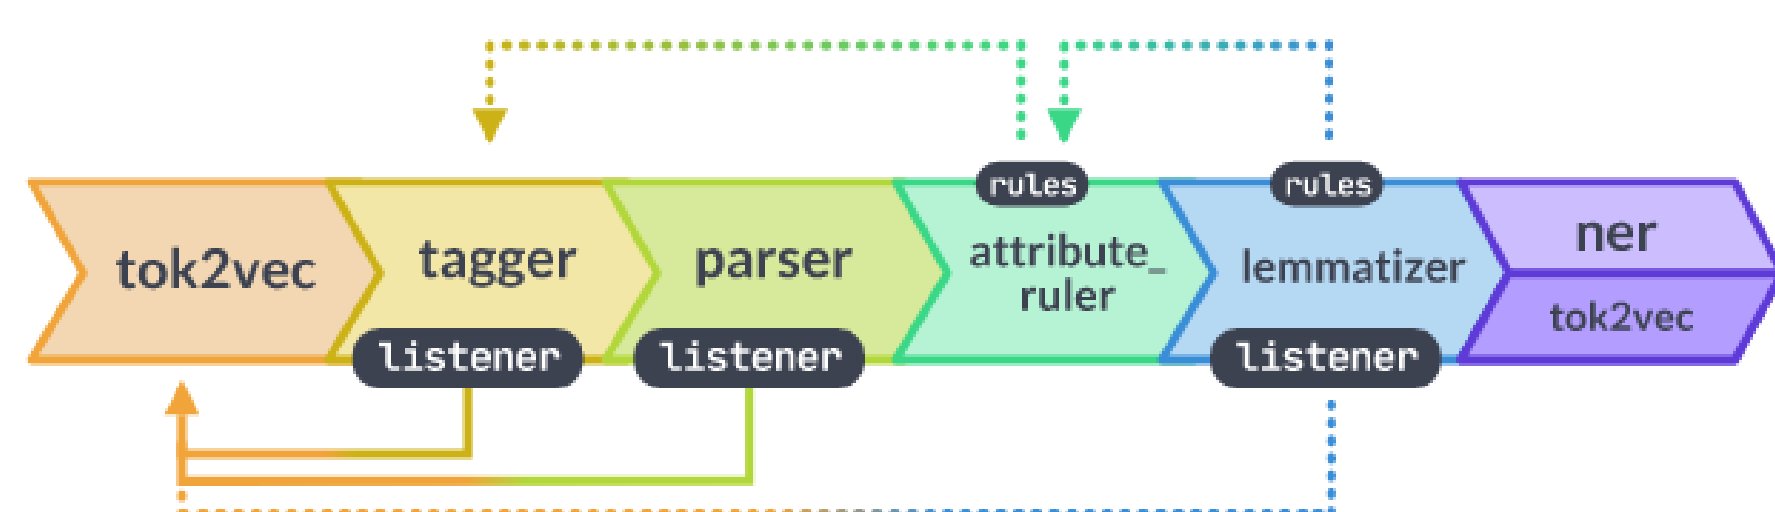 rules
rules
tok2vec
tagger
parser
attribute_
ruler
lemmatizer
ner
tok2vec
listener
listener
listener